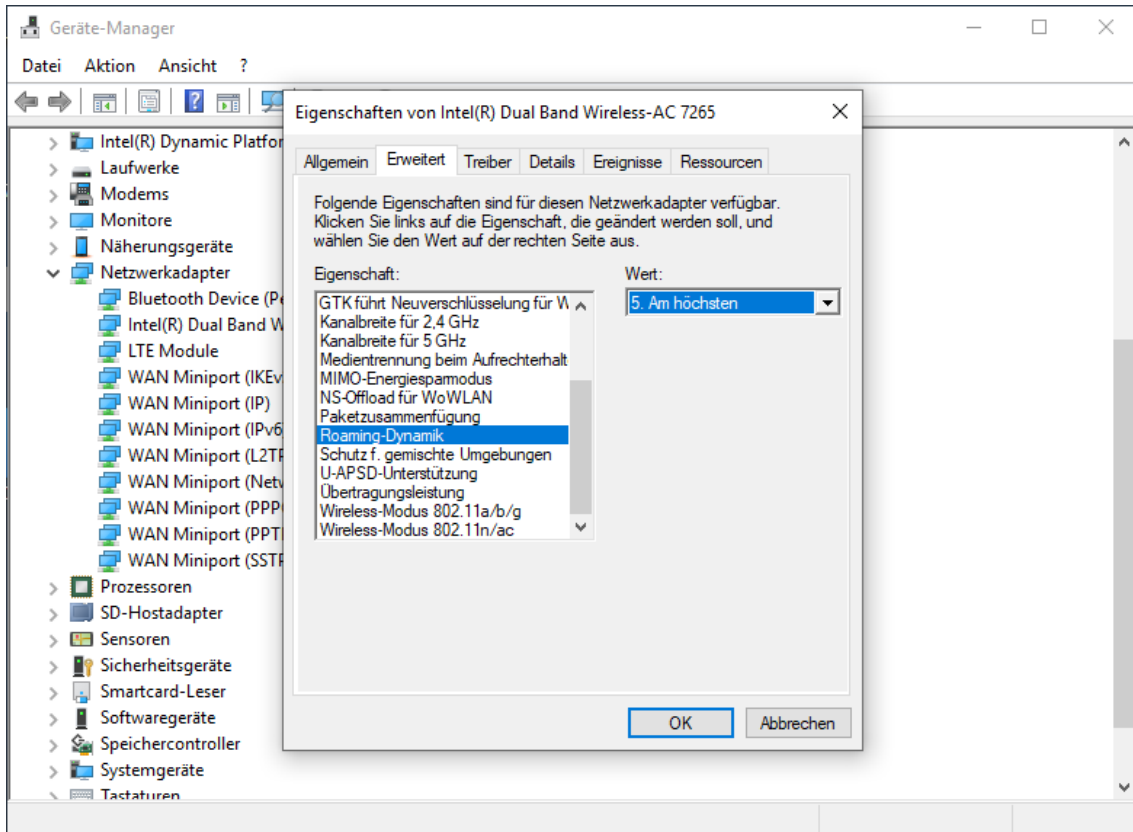 Geräte-Manager
Datei Aktion Ansicht ?
Intel(R) Dynamic Platfor
Laufwerke
Modems
Monitore
Näherungsgeräte
Netzwerkadapter
Bluetooth Device (Pe
Intel(R) Dual Band W
LTE Module
WAN Miniport (IKEv
WAN Miniport (IP)
WAN Miniport (IPv6
WAN Miniport (L2TP
WAN Miniport (Netw
WAN Miniport (PPPO
WAN Miniport (PPTP
WAN Miniport (SSTP
Prozessoren
SD-Hostadapter
Sensoren
Sicherheitsgeräte
Smartcard-Leser
Softwaregeräte
Speichercontroller
Systemgeräte
Tastaturen
Eigenschaften von Intel(R) Dual Band Wireless-AC 7265
Allgemein Erweitert Treiber Details Ereignisse Ressourcen
Folgende Eigenschaften sind für diesen Netzwerkadapter verfügbar.
Klicken Sie links auf die Eigenschaft, die geändert werden soll, und
wählen Sie den Wert auf der rechten Seite aus.
Eigenschaft:
GTK führt Neuverschlüsselung für W
Kanalbreite für 2,4 GHz
Kanalbreite für 5 GHz
Medientrennung beim Aufrechterhalt
MIMO-Energiesparmodus
NS-Offload für WoWLAN
Paketzusammenfügung
Roaming-Dynamik
Schutz f. gemischte Umgebungen
U-APSD-Unterstützung
Übertragungsleistung
Wireless-Modus 802.11a/b/g
Wireless-Modus 802.11n/ac
Wert:
5. Am höchsten
OK Abbrechen